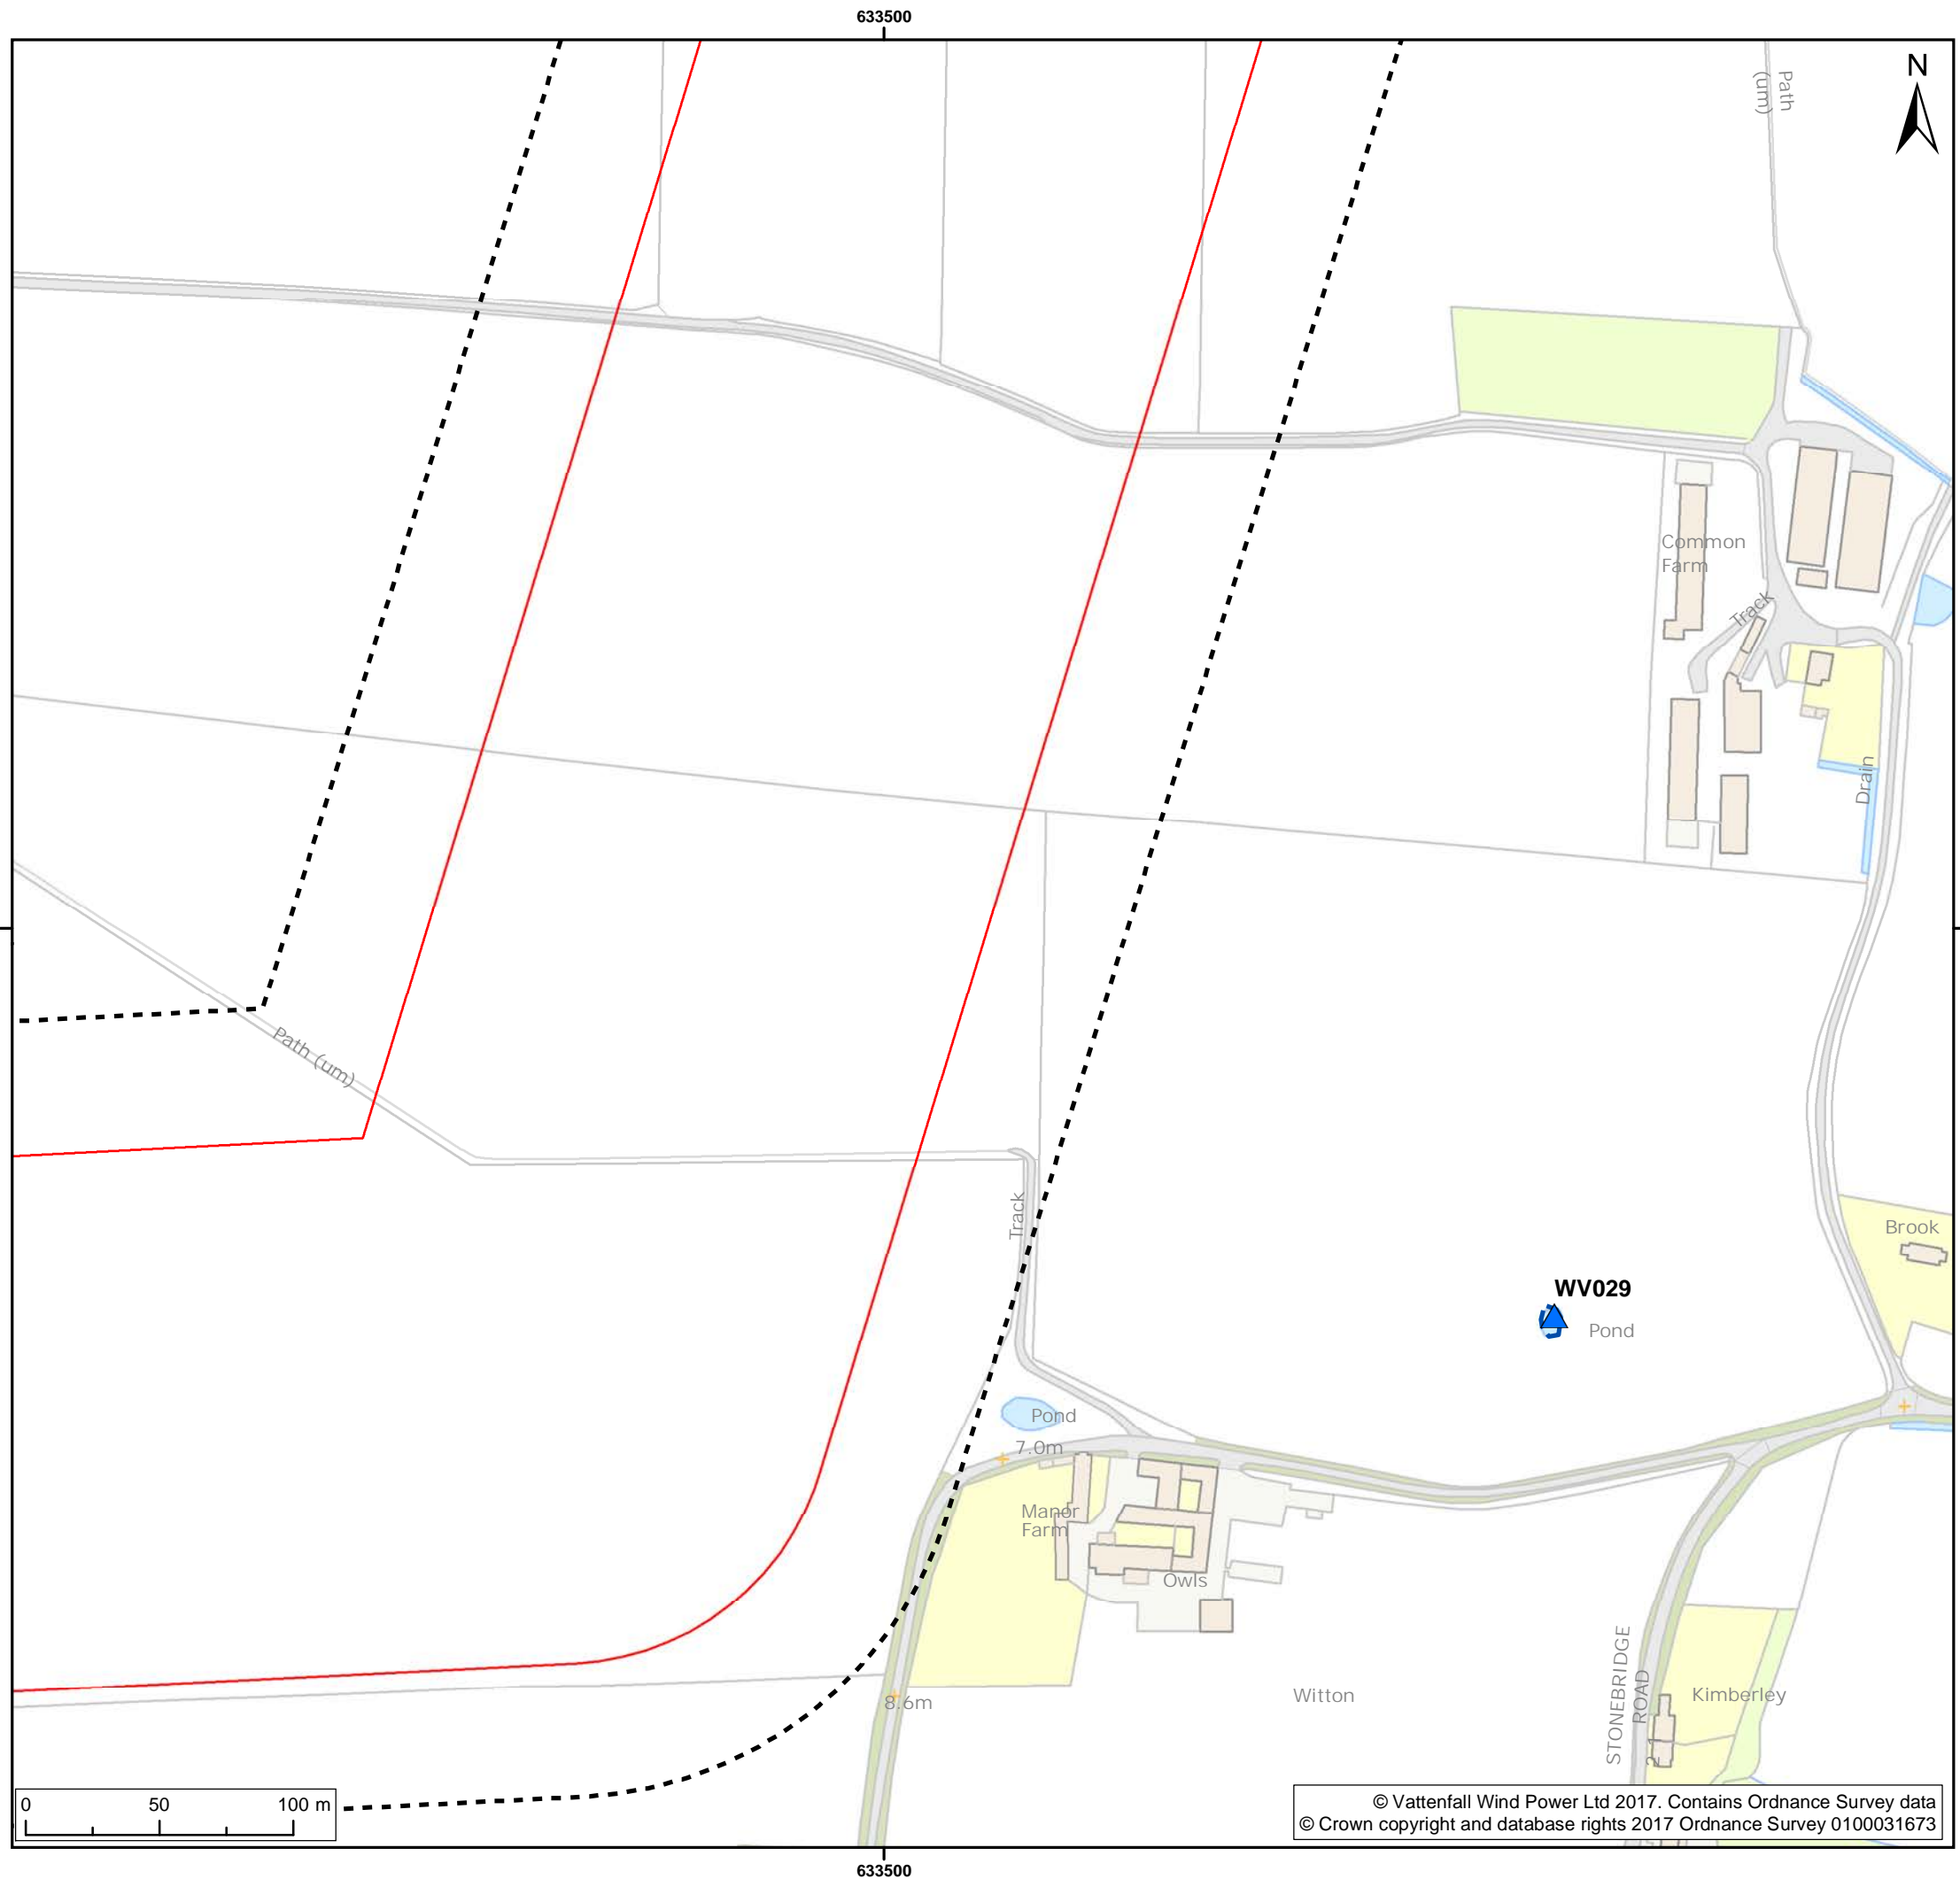 633500
N
Path
(um)
Common
Farm
Track
Drain
Path (um)
Track
Brook
WV029
Pond
Pond
7.0m
Manor
Farm
Owls
STONEBRIDGE
ROAD
Witton
Kimberley
8.6m
2
0 50 100 m
© Vattenfall Wind Power Ltd 2017. Contains Ordnance Survey data
© Crown copyright and database rights 2017 Ordnance Survey 0100031673
633500